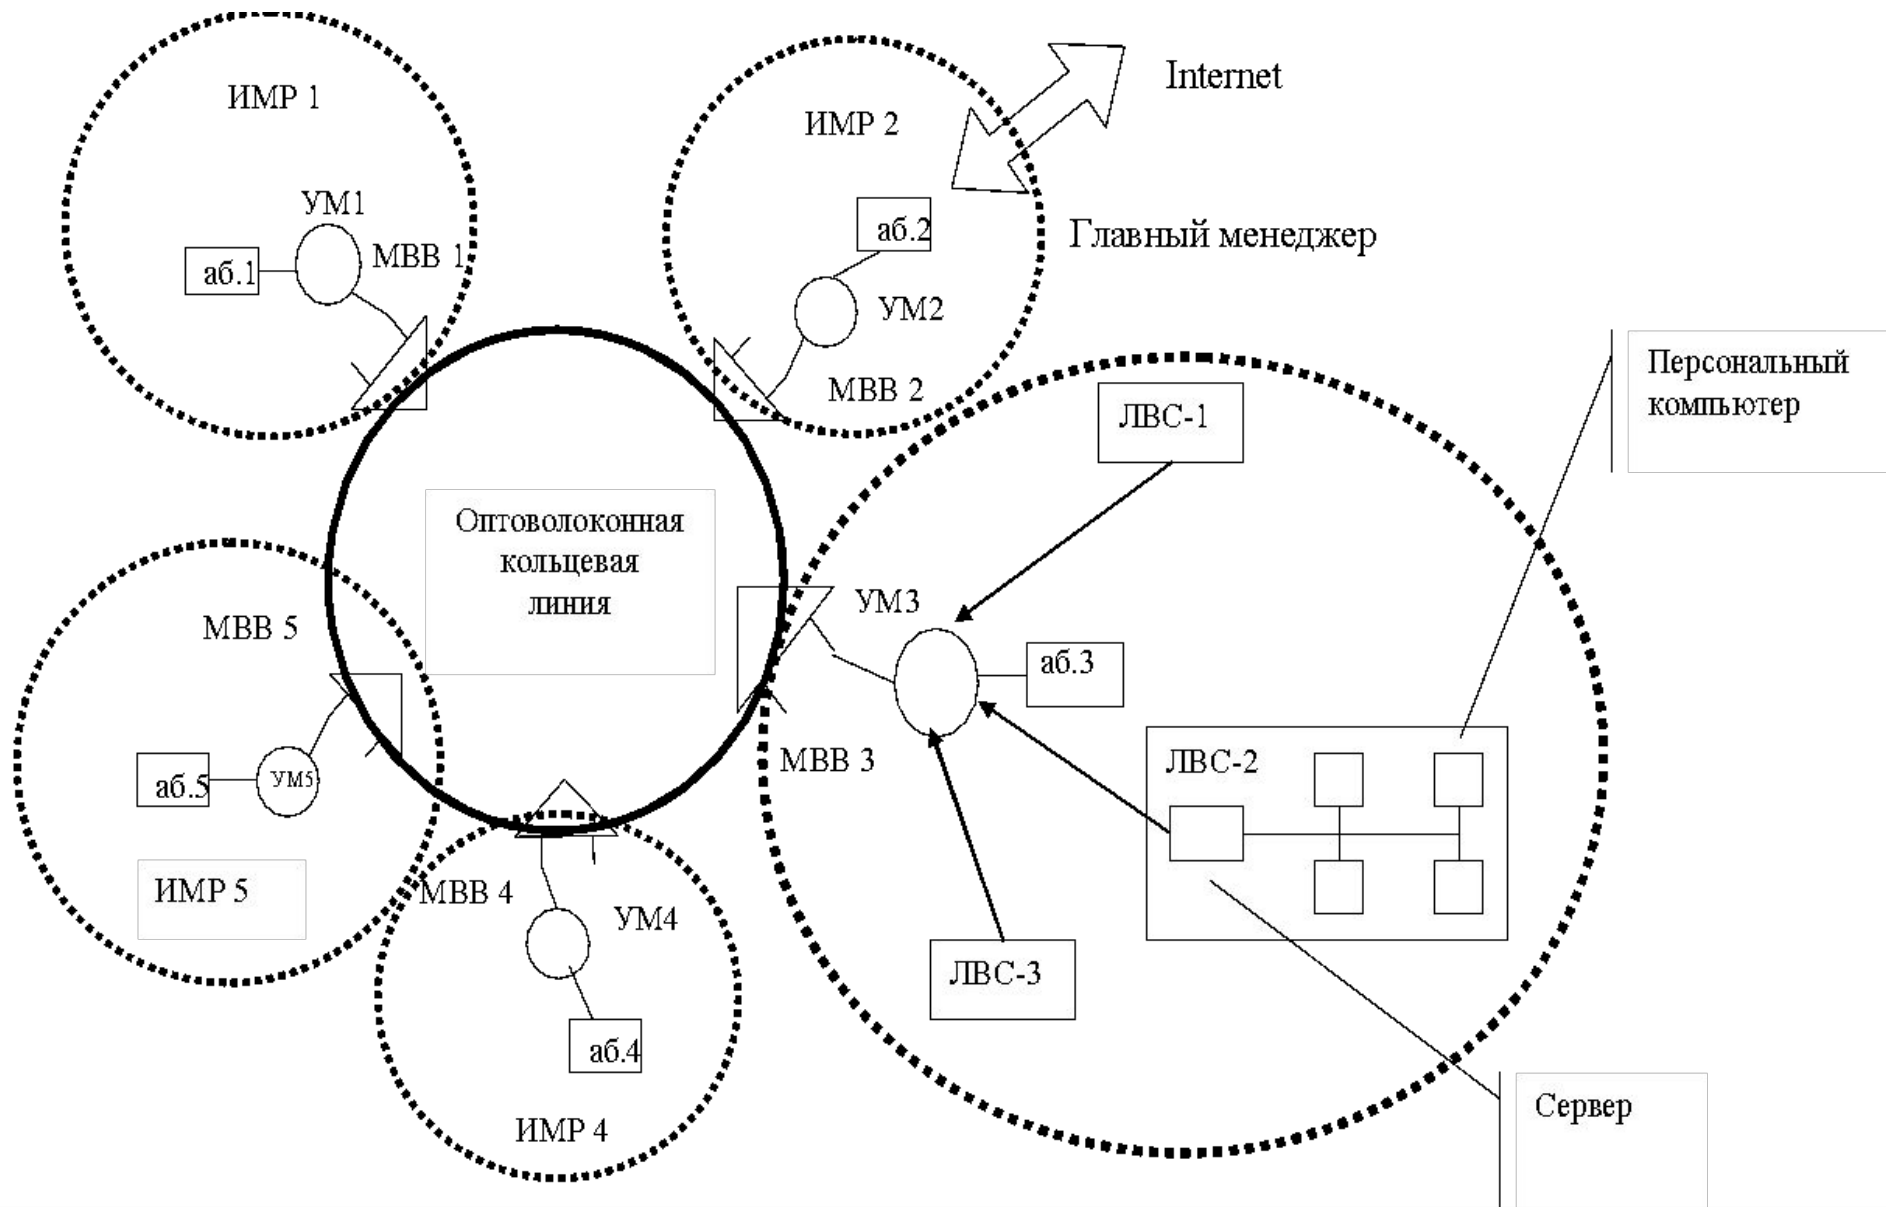 ИМР 1
УМ1
МВВ 1
аб.1
ИМР 2
Internet
аб.2
Главный менеджер
УМ2
МВВ 2
ЛВС-1
Персональный
компьютер
Оптоволоконная
кольцевая
линия
УМ3
аб.3
МВВ 3
ЛВС-2
ЛВС-3
Сервер
МВВ 5
аб.5
УМ5
ИМР 5
МВВ 4
УМ4
аб.4
ИМР 4